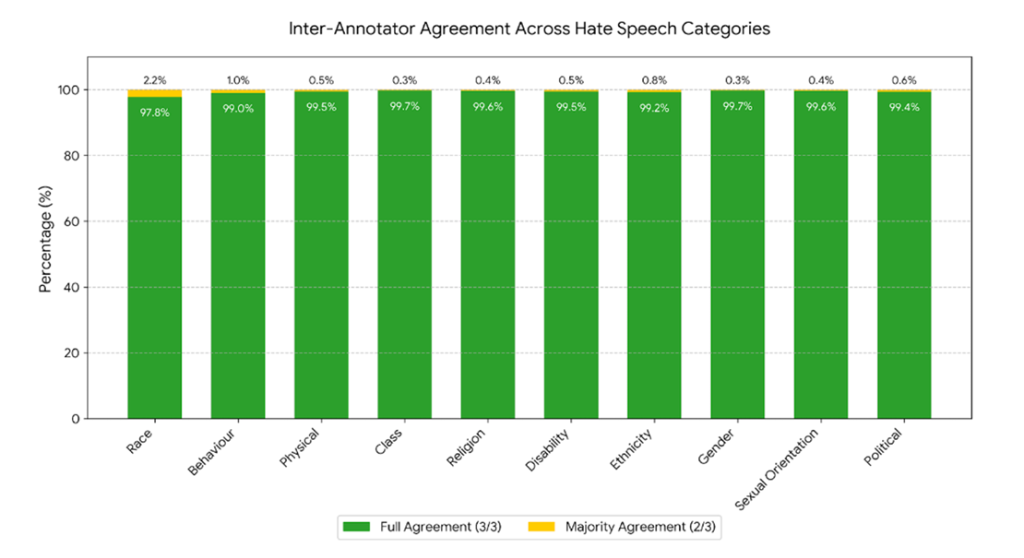 Inter-Annotator Agreement Across Hate Speech Categories
2.2% 1.0% 0.5% 0.3% 0.4% 0.5% 0.8% 0.3% 0.4% 0.6%
100
97.8% 99.0% 99.5% 99.7% 99.6% 99.5% 99.2% 99.7% 99.6% 99.4%
80
60
40
20
0
Percentage (%)
Race
Behaviour
Physical
Class
Religion
Disability
Ethnicity
Gender
Sexual Orientation
Political
Full Agreement (3/3) Majority Agreement (2/3)